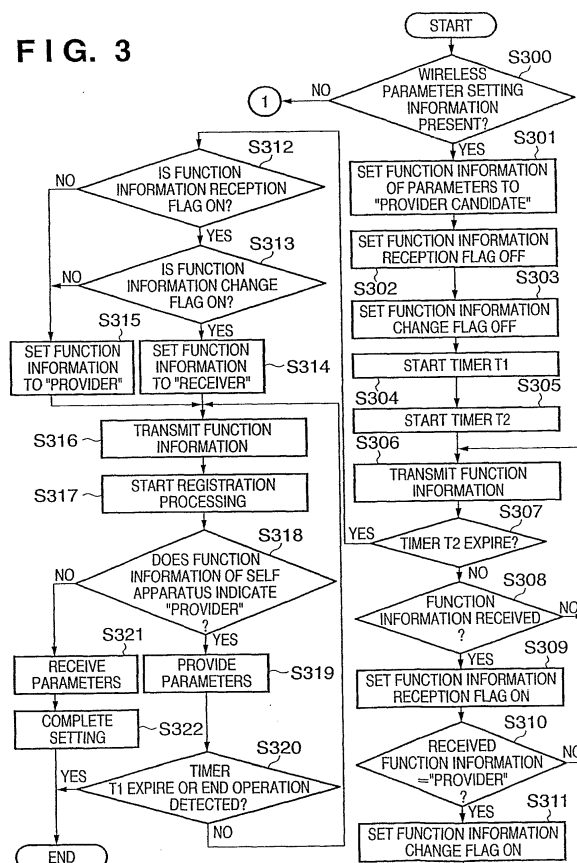 FIG. 3
START
S300
WIRELESS
PARAMETER SETTING
INFORMATION
PRESENT?
NO
1
YES
S301
SET FUNCTION INFORMATION
OF PARAMETERS TO
"PROVIDER CANDIDATE"
SET FUNCTION INFORMATION
RECEPTION FLAG OFF
S302
S303
SET FUNCTION INFORMATION
CHANGE FLAG OFF
START TIMER T1
S304
S305
START TIMER T2
S306
TRANSMIT FUNCTION
INFORMATION
S307
YES
TIMER T2 EXPIRE?
NO
S308
FUNCTION
INFORMATION RECEIVED
?
NO
YES
S309
SET FUNCTION INFORMATION
RECEPTION FLAG ON
S310
RECEIVED
FUNCTION INFORMATION
="PROVIDER"
?
NO
YES
S311
SET FUNCTION INFORMATION
CHANGE FLAG ON
S312
NO
IS FUNCTION
INFORMATION RECEPTION
FLAG ON?
YES
S313
NO
IS FUNCTION
INFORMATION CHANGE
FLAG ON?
YES
S315
SET FUNCTION
INFORMATION
TO "PROVIDER"
SET FUNCTION
INFORMATION
TO "RECEIVER"
S314
S316
TRANSMIT FUNCTION
INFORMATION
S317
START REGISTRATION
PROCESSING
S318
NO
DOES FUNCTION
INFORMATION OF SELF
APPARATUS INDICATE
"PROVIDER"
?
YES
S321
RECEIVE
PARAMETERS
PROVIDE
PARAMETERS
S319
COMPLETE
SETTING
S322
S320
YES
TIMER
T1 EXPIRE OR END OPERATION
DETECTED?
NO
END